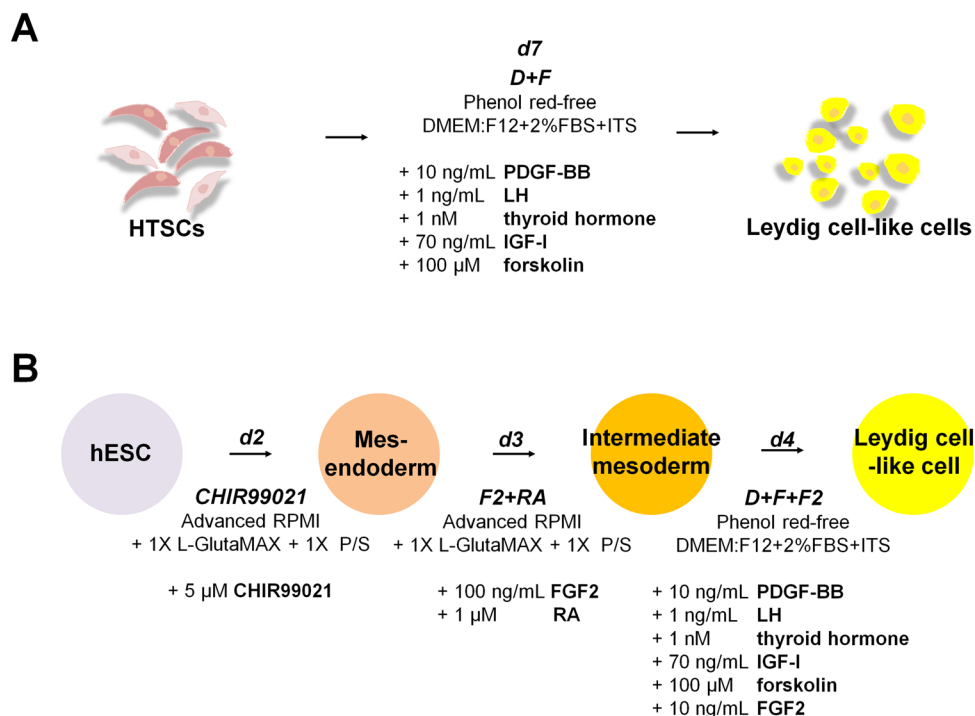 A
d7
D+F
Phenol red-free
DMEM:F12+2%FBS+ITS
+ 10 ng/mL PDGF-BB
+ 1 ng/mL LH
+ 1 nM thyroid hormone
+ 70 ng/mL IGF-I
+ 100 µM forskolin
HTSCs
Leydig cell-like cells
B
hESC
d2
CHIR99021
Advanced RPMI
+ 1X L-GlutaMAX + 1X P/S
+ 5 µM CHIR99021
Mes-
endoderm
d3
F2+RA
Advanced RPMI
+ 1X L-GlutaMAX + 1X P/S
+ 100 ng/mL FGF2
+ 1 µM RA
Intermediate
mesoderm
d4
D+F+F2
Phenol red-free
DMEM:F12+2%FBS+ITS
+ 10 ng/mL PDGF-BB
+ 1 ng/mL LH
+ 1 nM thyroid hormone
+ 70 ng/mL IGF-I
+ 100 µM forskolin
+ 10 ng/mL FGF2
Leydig cell
-like cell